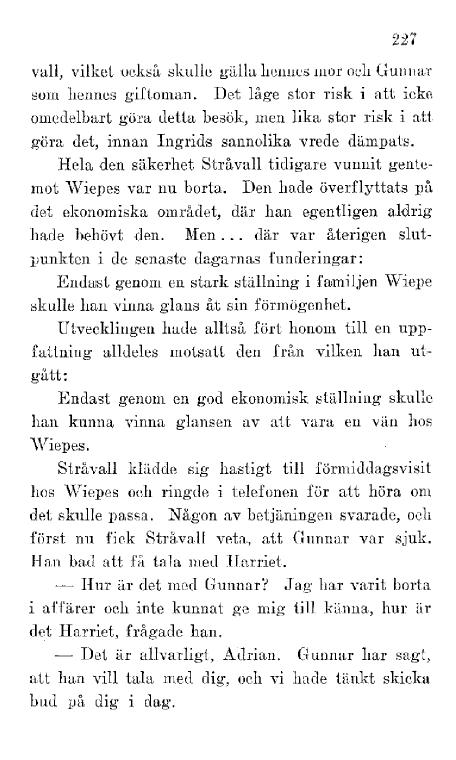 227
vall, vilket också skulle gälla hennes mor och Gunnar
som hennes giftoman. Det låge stor risk i att icke
omedelbart göra detta besök, men lika stor risk i att
göra det, innan Ingrids sannolika vrede dämpats.
Hela den säkerhet Stråvall tidigare vunnit gente-
mot Wiepes var nu borta. Den hade överflyttats på
det ekonomiska området, där han egentligen aldrig
hade behövt den. Men ... där var återigen slut-
punkten i de senaste dagarnas funderingar:
Endast genom en stark ställning i familjen Wiepe
skulle han vinna glans åt sin förmögenhet.
Utvecklingen hade alltså fört honom till en upp-
fattning alldeles motsatt den från vilken han ut-
gått:
Endast genom en god ekonomisk ställning skulle
han kunna vinna glansen av att vara en vän hos
Wiepes.
Stråvall klädde sig hastigt till förmiddagsvisit
hos Wiepes och ringde i telefonen för att höra om
det skulle passa. Någon av betjäningen svarade, och
först nu fick Stråvall veta, att Gunnar var sjuk.
Han bad att få tala med Harriet.
— Hur är det med Gunnar? Jag har varit borta
i affärer och inte kunnat ge mig till känna, hur är
det Harriet, frågade han.
— Det är allvarligt, Adrian. Gunnar har sagt,
att han vill tala med dig, och vi hade tänkt skicka
bud på dig i dag.